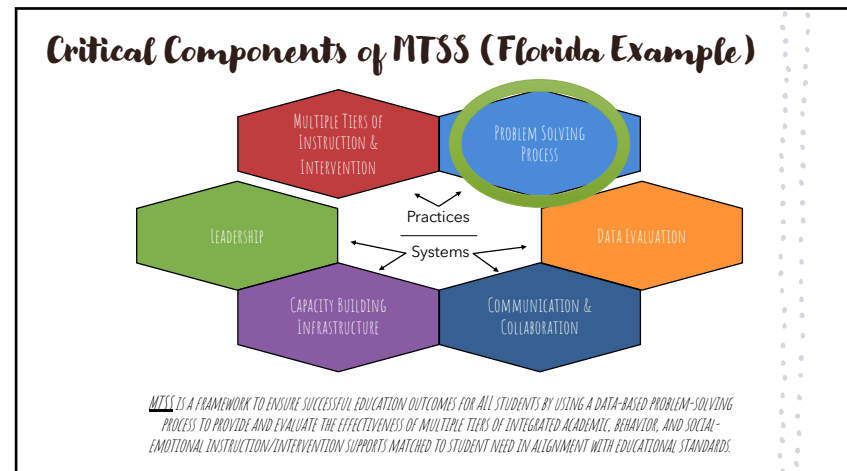 Critical Components of MTSS (Florida Example)
Multiple Tiers of
Instruction &
Intervention
Problem Solving
Process
Leadership
Practices
Systems
Data Evaluation
Capacity Building
Infrastructure
Communication &
Collaboration
MTSS is a framework to ensure successful education outcomes for ALL students by using a data-based problem-solving
process to provide and evaluate the effectiveness of multiple tiers of integrated academic, behavior, and social-
emotional instruction/intervention supports matched to student need in alignment with educational standards.